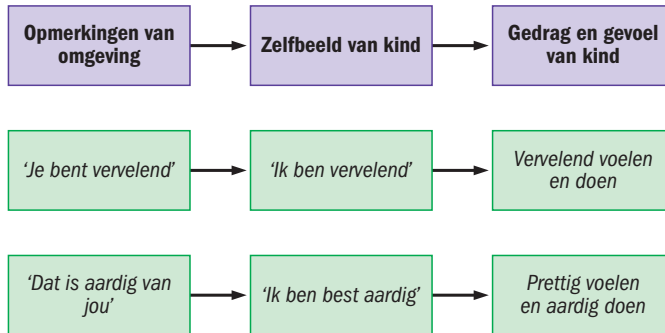 Opmerkingen van
omgeving
Zelfbeeld van kind
Gedrag en gevoel
van kind
‘Je bent vervelend’
‘Ik ben vervelend’
Vervelend voelen
en doen
‘Dat is aardig van
jou’
‘Ik ben best aardig’
Prettig voelen
en aardig doen